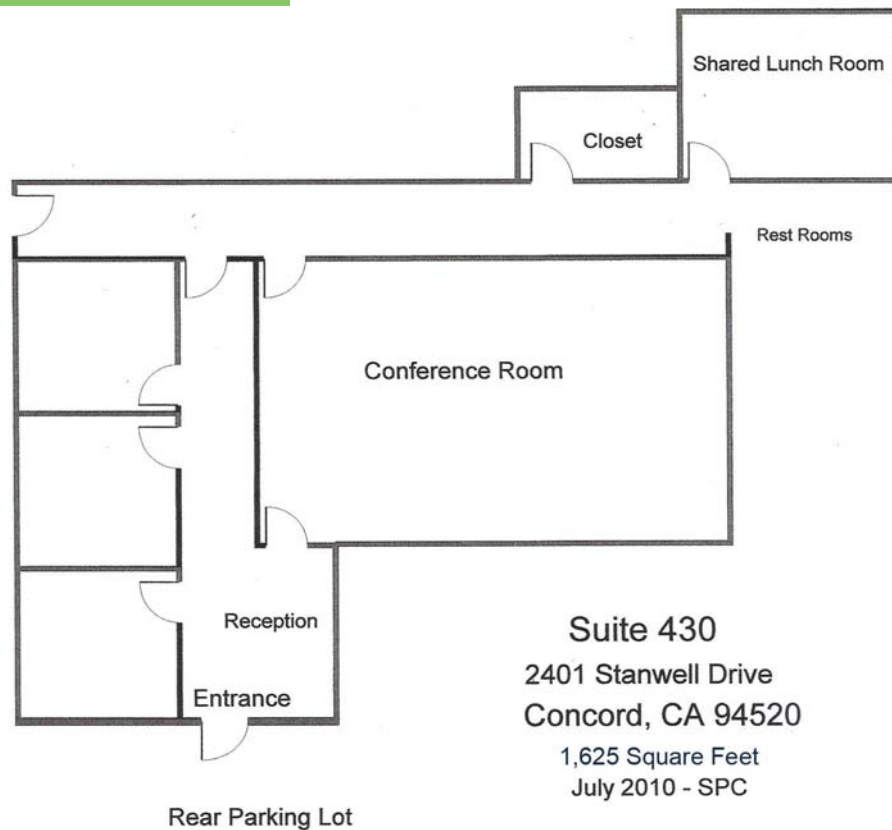 Shared Lunch Room
Closet
Rest Rooms
Conference Room
Reception
Entrance
Suite 430
2401 Stanwell Drive
Concord, CA 94520
1,625 Square Feet
July 2010 - SPC
Rear Parking Lot